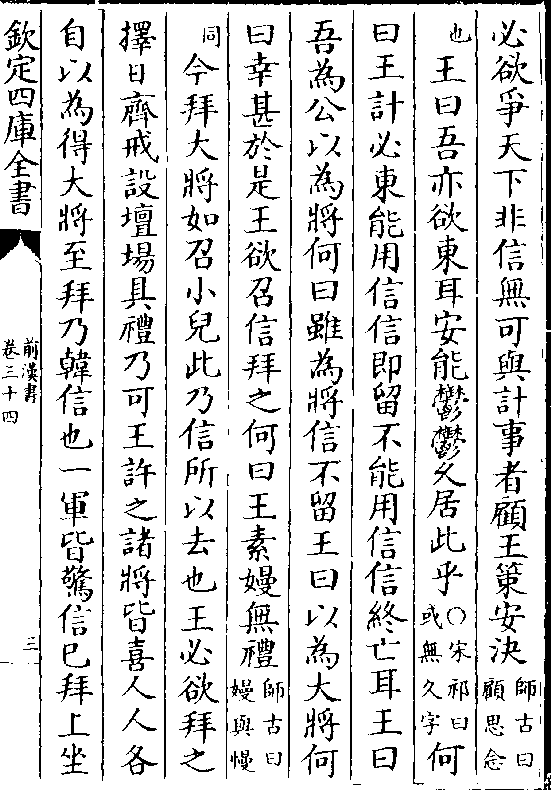 必欲爭天下非信無可與計事者顧王策安決師古曰顧思念
也王曰吾亦欲東耳安能鬱鬱久居此乎○宋祁曰或無久字何
曰王計必東能用信信即留不能用信信終亡耳王曰
吾為公以為將何曰雖為將信不留王曰以為大將何
曰幸甚於是王欲召信拜之何曰王素嫚無禮師古曰嫚與慢
同今拜大將如召小兒此乃信所以去也王必欲拜之
擇日齊戒設壇場具禮乃可王許之諸將皆喜人人各
自以為得大將至拜乃韓信也一軍皆驚信已拜上坐
欽定四庫全書
前漢書
卷三十四
三